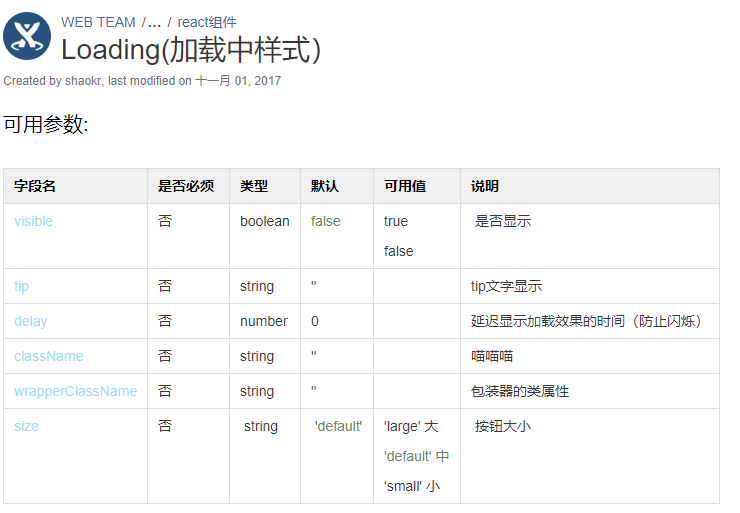 WEB TEAM /... / react组件
Loading(加载中样式）
Created by shaokr, last modified on 十一月 01, 2017
可用参数:
字段名 是否必须 类型 默认 可用值 说明
visible 否 boolean false true 是否显示
false
tip 否 string '' tip文字显示
delay 否 number 0 延迟显示加载效果的时间（防止闪烁）
className 否 string '' 喵喵喵
wrapperClassName 否 string '' 包装器的类属性
size 否 string 'default' 'large' 大 按钮大小
'default' 中
'small' 小